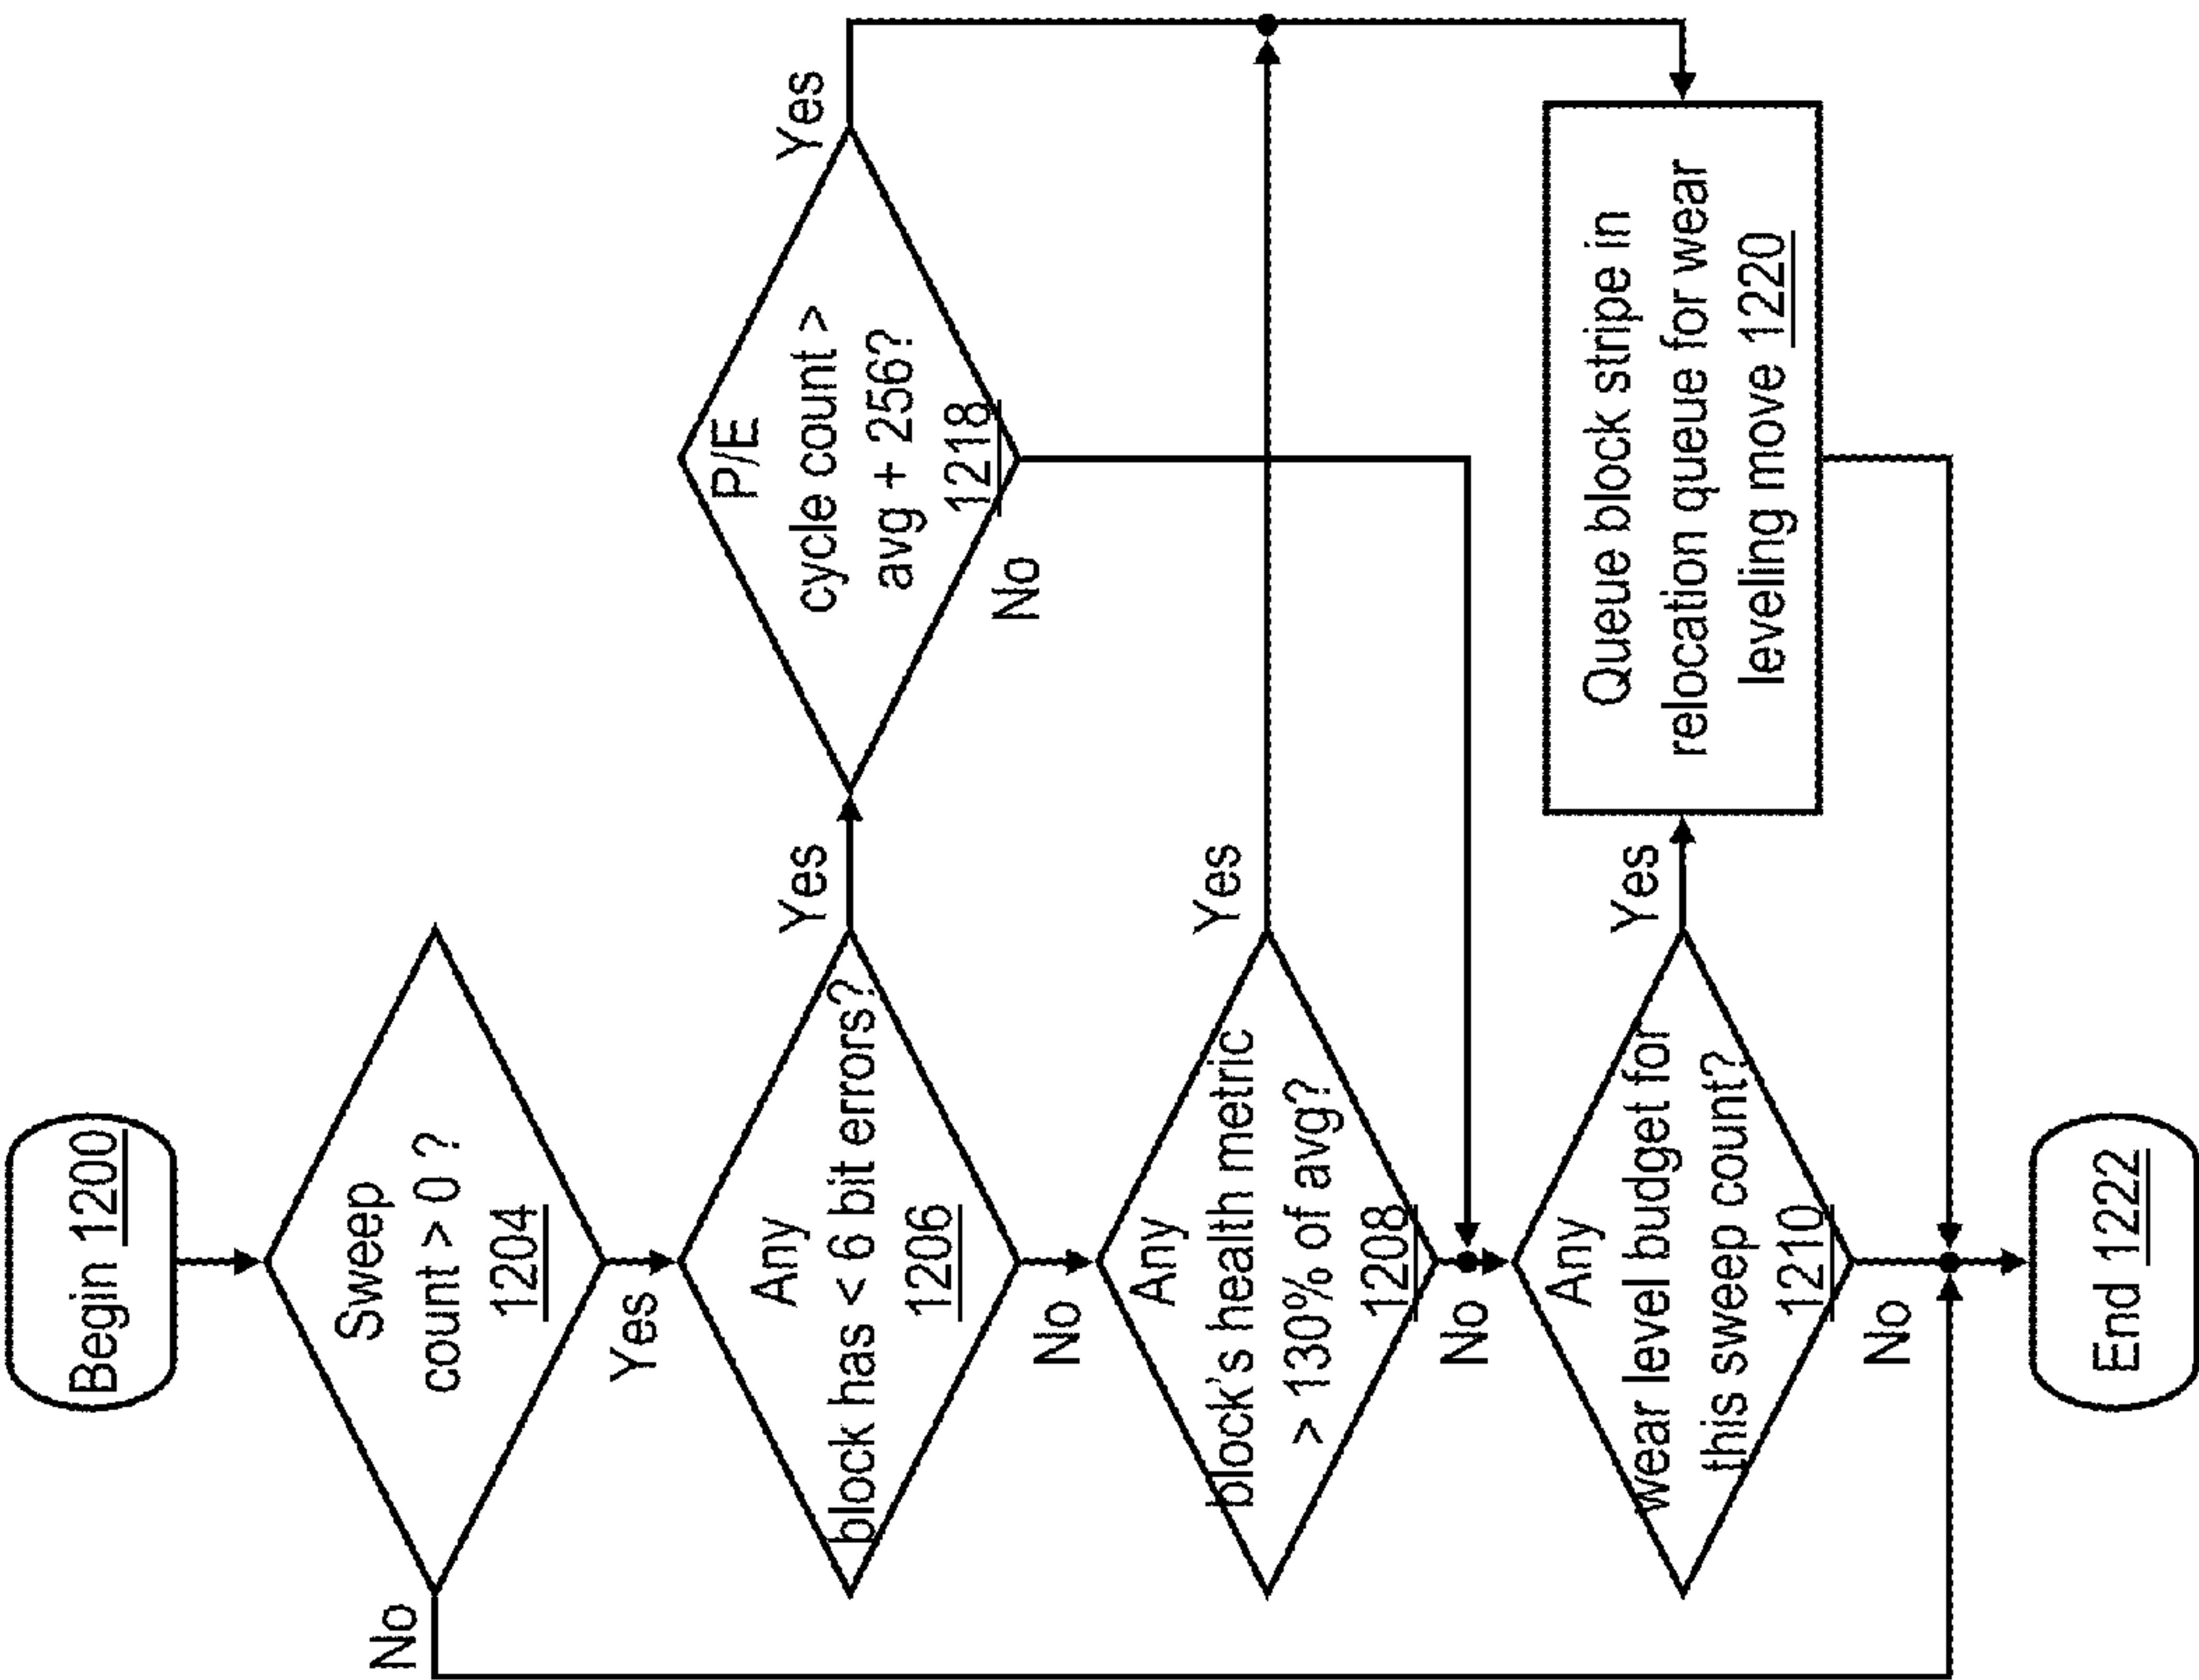 Begin 1200
Sweep
count > 0 ?
1204
No
Yes
Any
block has < 6 bit errors?
1206
Yes
No
P/E
cycle count >
avg + 256?
1218
Yes
No
Any
block's health metric
> 130% of avg?
1208
Yes
No
Any
wear level budget for
this sweep count?
1210
Yes
No
Queue block stripe in
relocation queue for wear
leveling move 1220
End 1222